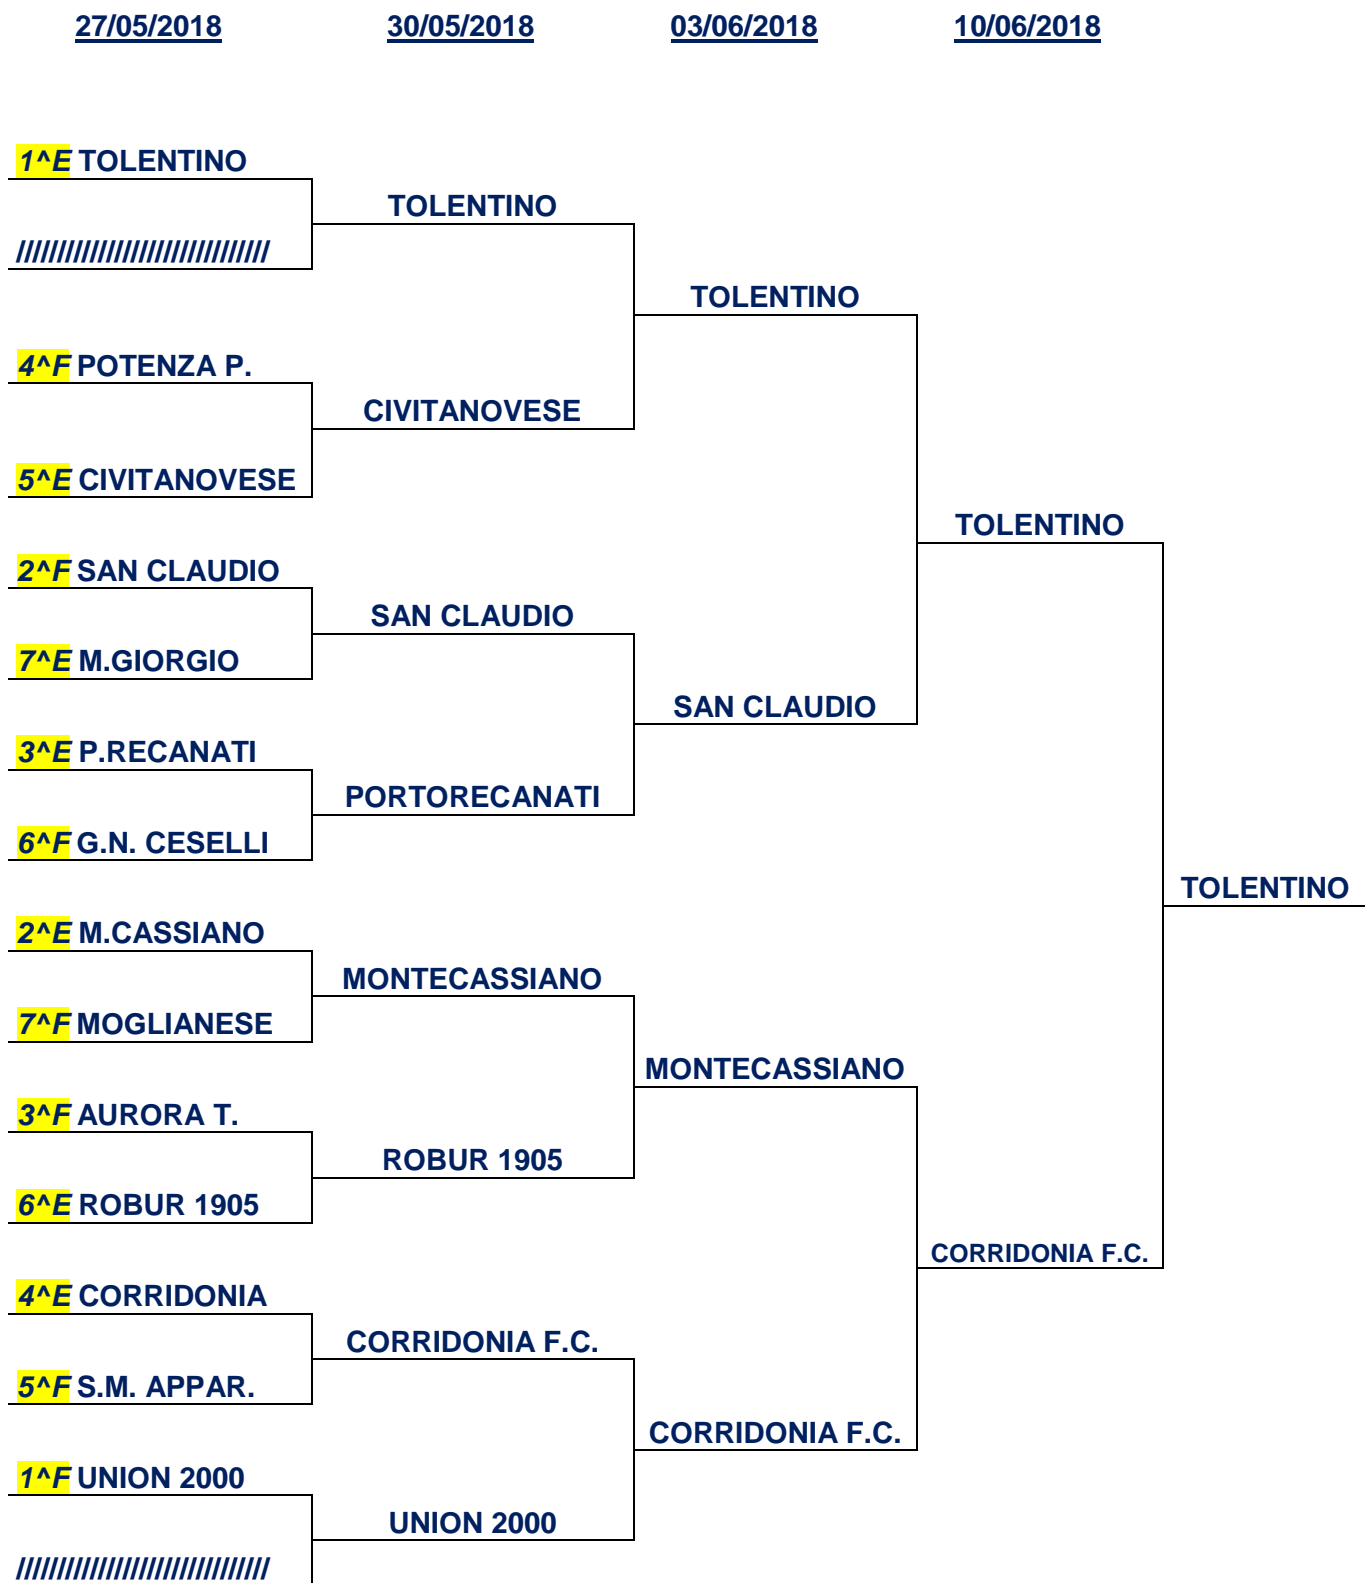 27/05/2018 30/05/2018 03/06/2018 10/06/2018
1^E TOLENTINO
TOLENTINO
////////////////////////////////
TOLENTINO
4^F POTENZA P.
CIVITANOVESE
5^E CIVITANOVESE
TOLENTINO
2^F SAN CLAUDIO
SAN CLAUDIO
7^E M.GIORGIO
SAN CLAUDIO
3^E P.RECANATI
PORTORECANATI
6^F G.N. CESELLI
TOLENTINO
2^E M.CASSIANO
MONTECASSIANO
7^F MOGLIANESE
MONTECASSIANO
3^F AURORA T.
ROBUR 1905
6^E ROBUR 1905
CORRIDONIA F.C.
4^E CORRIDONIA
CORRIDONIA F.C.
5^F S.M. APPAR.
CORRIDONIA F.C.
1^F UNION 2000
UNION 2000
////////////////////////////////